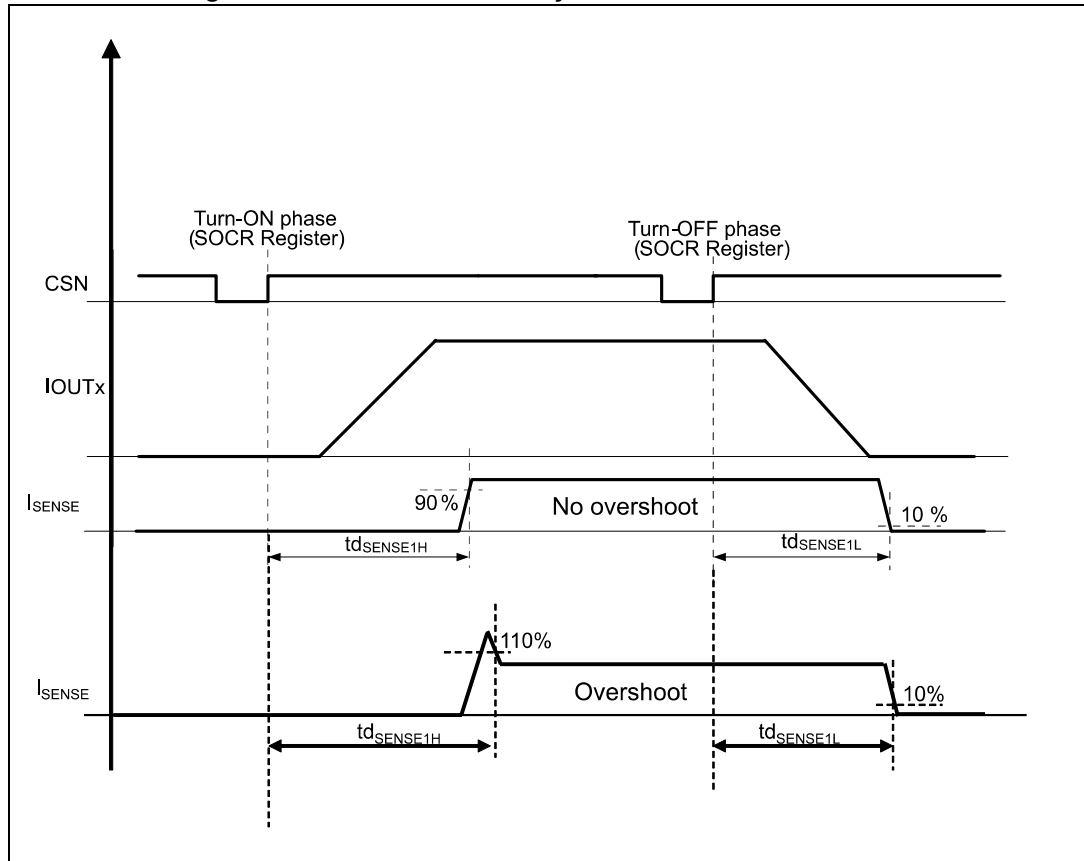 Turn-ON phase
(SOCR Register)
Turn-OFF phase
(SOCR Register)
CSN
IOUTx
ISENSE
90 %
No overshoot
10 %
tdSENSE1H
tdSENSE1L
110%
ISENSE
Overshoot
10%
tdSENSE1H
tdSENSE1L